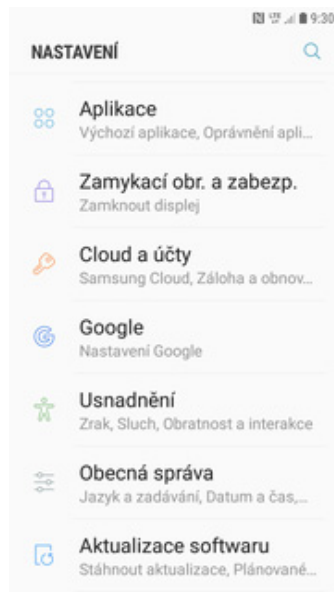 9:30
NASTAVENÍ
Aplikace
Výchozí aplikace, Oprávnění apli...
Zamykací obr. a zabezp.
Zamknout displej
Cloud a účty
Samsung Cloud, Záloha a obnov...
Google
Nastavení Google
Usnadnění
Zrak, Sluch, Obratnost a interakce
Obecná správa
Jazyk a zadávání, Datum a čas,...
Aktualizace softwaru
Stáhnout aktualizace, Plánované...